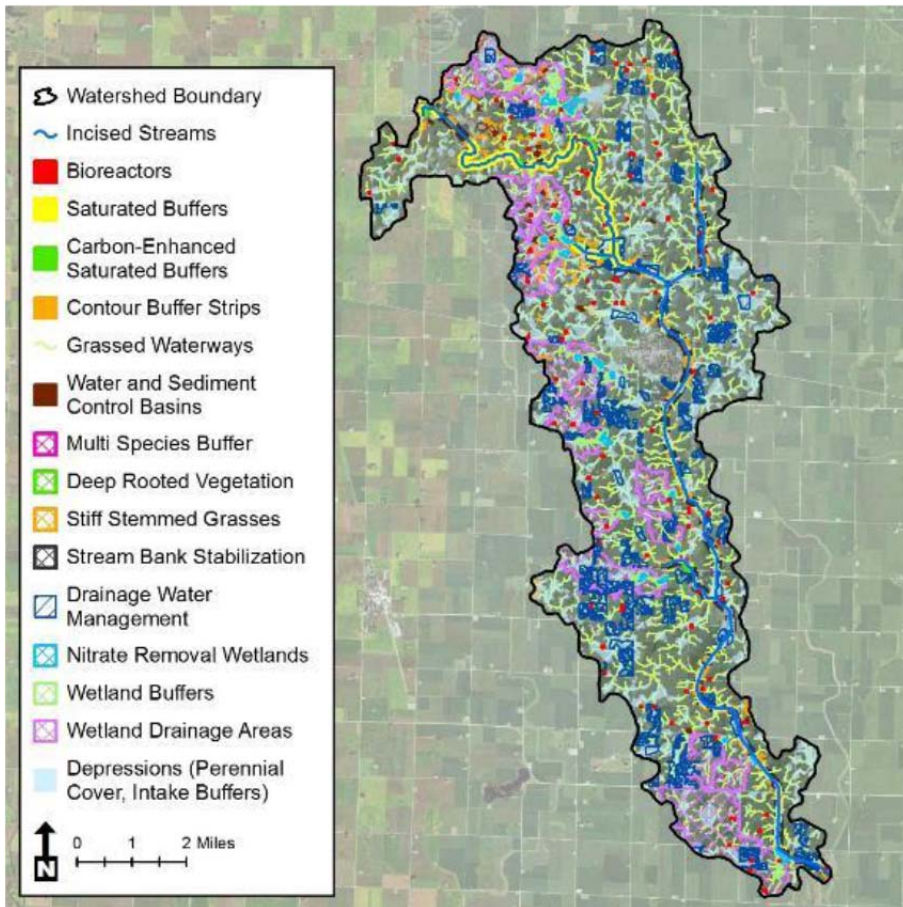 Watershed Boundary
Incised Streams
Bioreactors
Saturated Buffers
Carbon-Enhanced
Saturated Buffers
Contour Buffer Strips
Grassed Waterways
Water and Sediment
Control Basins
Multi Species Buffer
Deep Rooted Vegetation
Stiff Stemmed Grasses
Stream Bank Stabilization
Drainage Water
Management
Nitrate Removal Wetlands
Wetland Buffers
Wetland Drainage Areas
Depressions (Perennial
Cover, Intake Buffers)
0 1 2 Miles
N